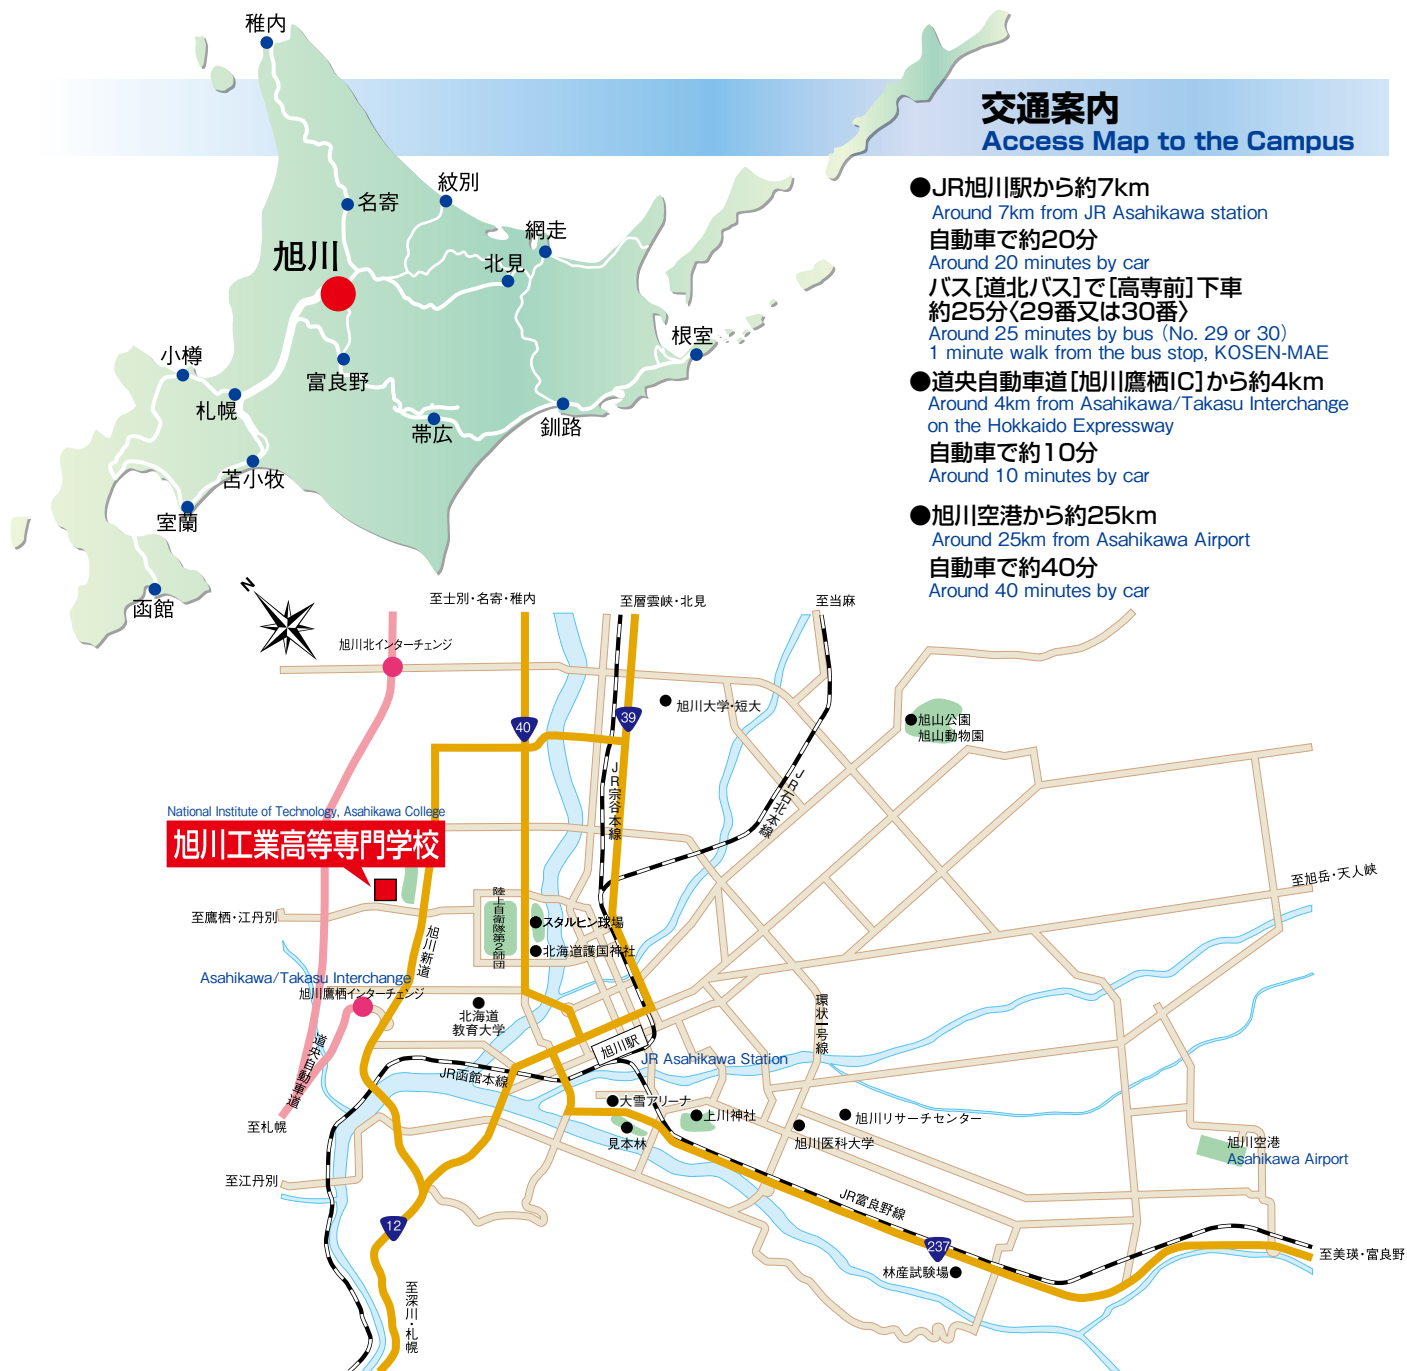 交通案内
Access Map to the Campus
●JR旭川駅から約7km
Around 7km from JR Asahikawa station
自動車で約20分
Around 20 minutes by car
バス[道北バス]で[高専前]下車
約25分〈29番又は30番〉
Around 25 minutes by bus (No. 29 or 30)
1 minute walk from the bus stop, KOSEN-MAE
●道央自動車道[旭川鷹栖IC]から約4km
Around 4km from Asahikawa/Takasu Interchange
on the Hokkaido Expressway
自動車で約10分
Around 10 minutes by car
●旭川空港から約25km
Around 25km from Asahikawa Airport
自動車で約40分
Around 40 minutes by car
稚内
名寄
紋別
網走
北見
旭川
根室
小樽
富良野
札幌
帯広
釧路
苫小牧
室蘭
函館
N
至士別・名寄・稚内
至層雲峡・北見
至当麻
旭川北インターチェンジ
旭川大学・短大
40
39
旭山公園
旭山動物園
JR宗谷本線
JR石北本線
National Institute of Technology, Asahikawa College
旭川工業高等専門学校
至旭岳・天人峡
至鷹栖・江丹別
陸上自衛隊第2師団
スタルヒン球場
北海道護国神社
旭川新道
Asahikawa/Takasu Interchange
旭川鷹栖インターチェンジ
北海道
教育大学
環状1号線
道央自動車道
旭川駅
JR Asahikawa Station
JR函館本線
大雪アリーナ
上川神社
旭川リサーチセンター
至札幌
見本林
旭川医科大学
旭川空港
Asahikawa Airport
至江丹別
JR富良野線
12
237
林産試験場
至美瑛・富良野
至深川・札幌